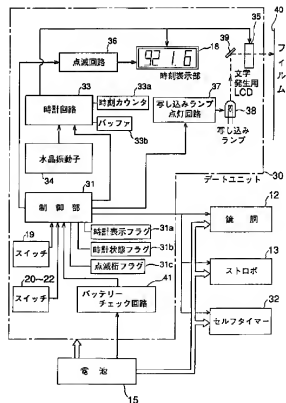 36
点滅回路
92 1 6
18
時刻表示部
39
35
40
文字
発生用
LCD
フィルム
33
時計回路
33a
時刻カウンタ
バッファ
33b
37
写し込みランプ
点灯回路
38
写し込み
ランプ
水晶振動子
34
30
デートユニット
31
制御部
12
鏡胴
19
スイッチ
時計表示フラグ
31a
時計状態フラグ
31b
点滅桁フラグ
31c
13
ストロボ
20~22
スイッチ
41
バッテリー
チェック回路
32
セルフタイマー
電池
15